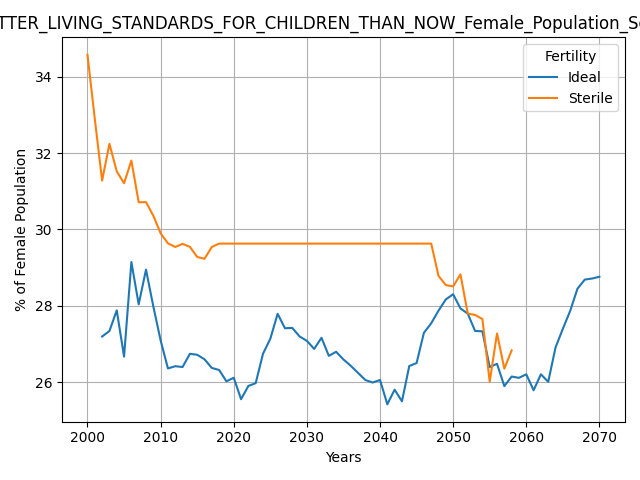 TTER_LIVING_STANDARDS_FOR_CHILDREN_THAN_NOW_Female_Population_S
Fertility
Ideal
Sterile
% of Female Population
34
32
30
28
26
2000 2010 2020 2030 2040 2050 2060 2070
Years